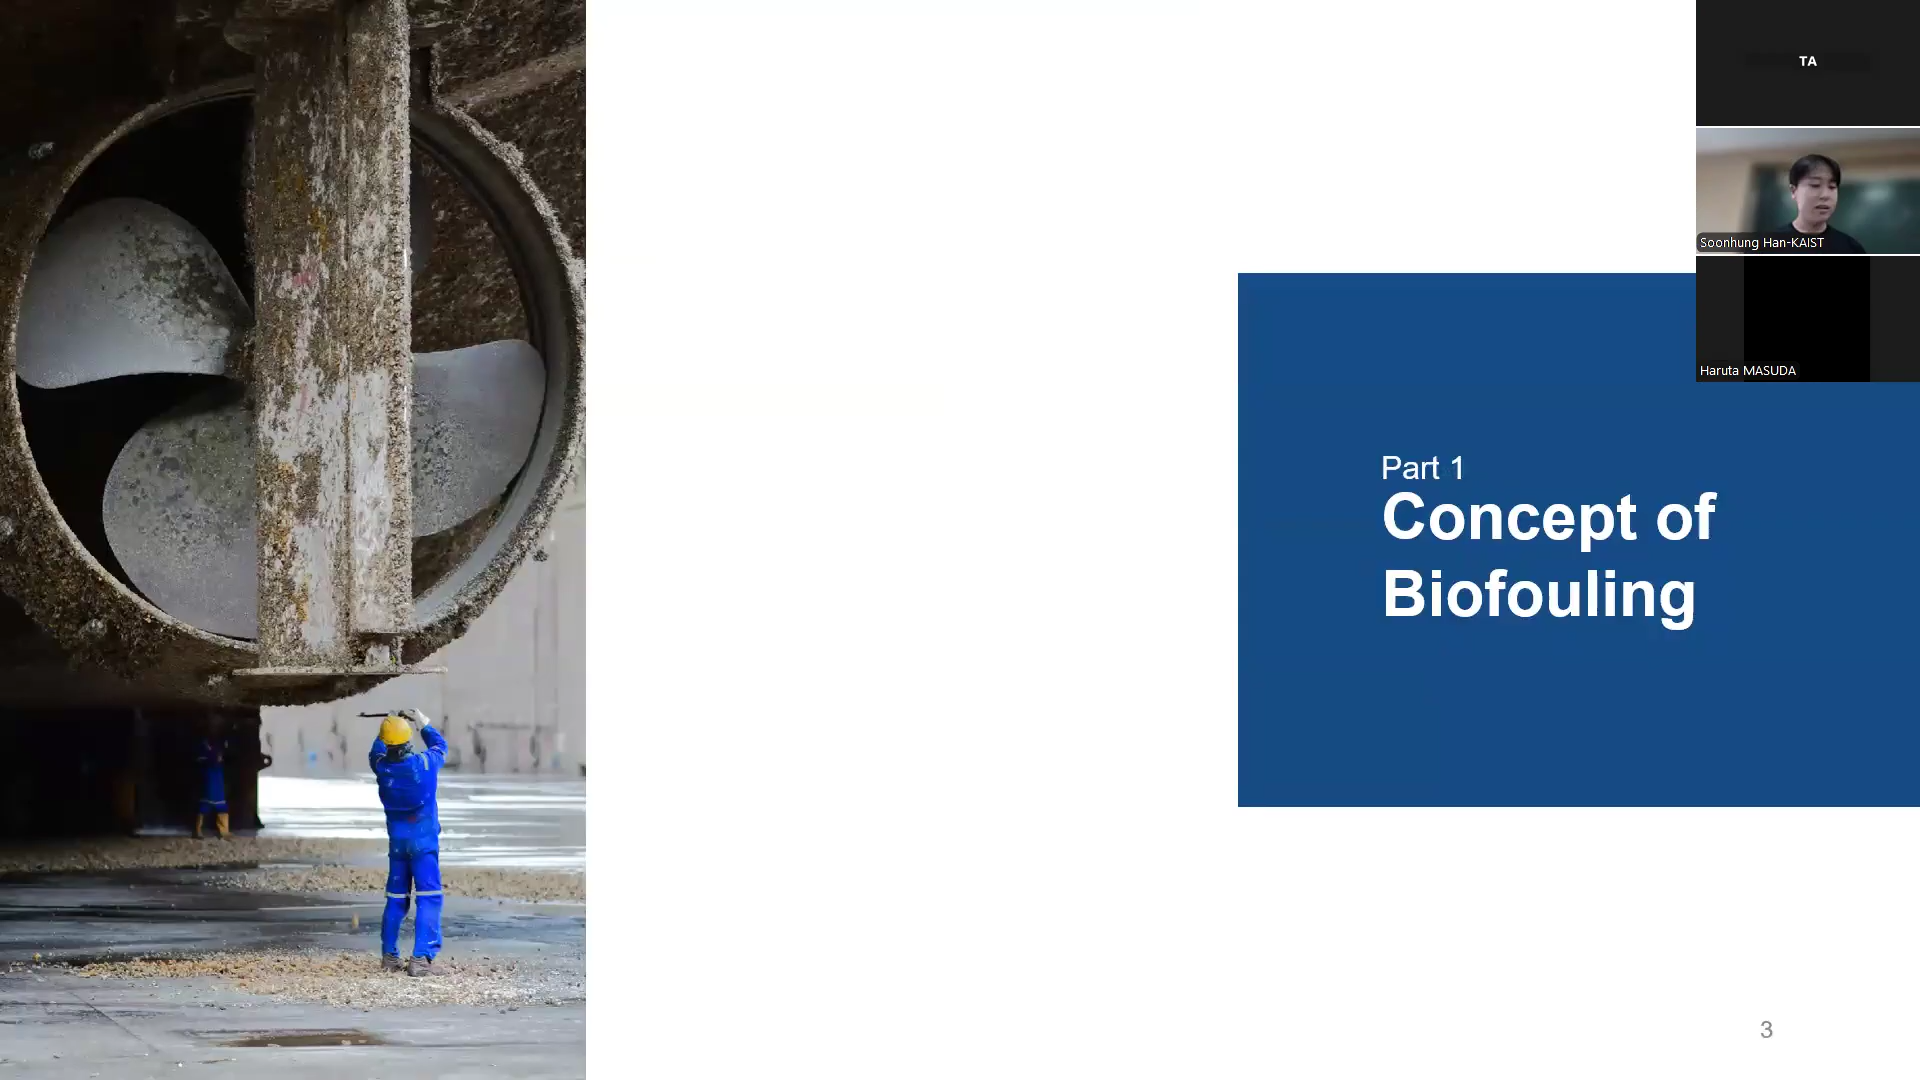 TA
Soonhung Han-KAIST
Haruta MASUDA
Part 1
Concept of
Biofouling
3